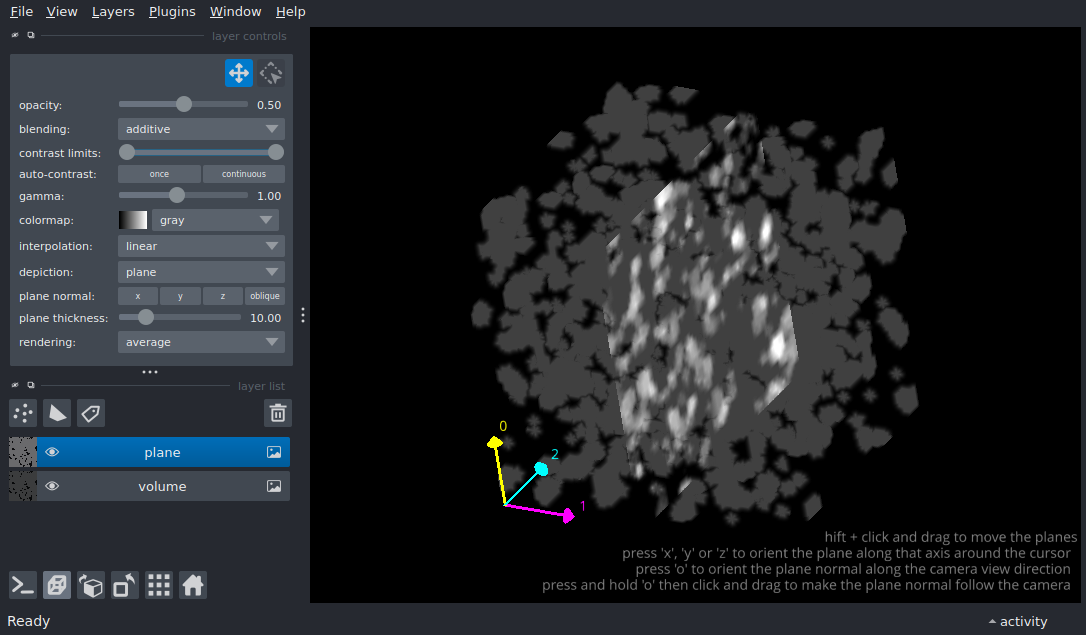 File View Layers Plugins Window Help
layer controls
opacity: 0.50
blending: additive
contrast limits:
auto-contrast: once continuous
gamma: 1.00
colormap: gray
interpolation: linear
depiction: plane
plane normal: x y z oblique
plane thickness: 10.00
rendering: average
layer list
plane
volume
0
2
1
hift + click and drag to move the planes
press 'x', 'y' or 'z' to orient the plane along that axis around the cursor
press 'o' to orient the plane normal along the camera view direction
press and hold 'o' then click and drag to make the plane normal follow the camera
Ready activity